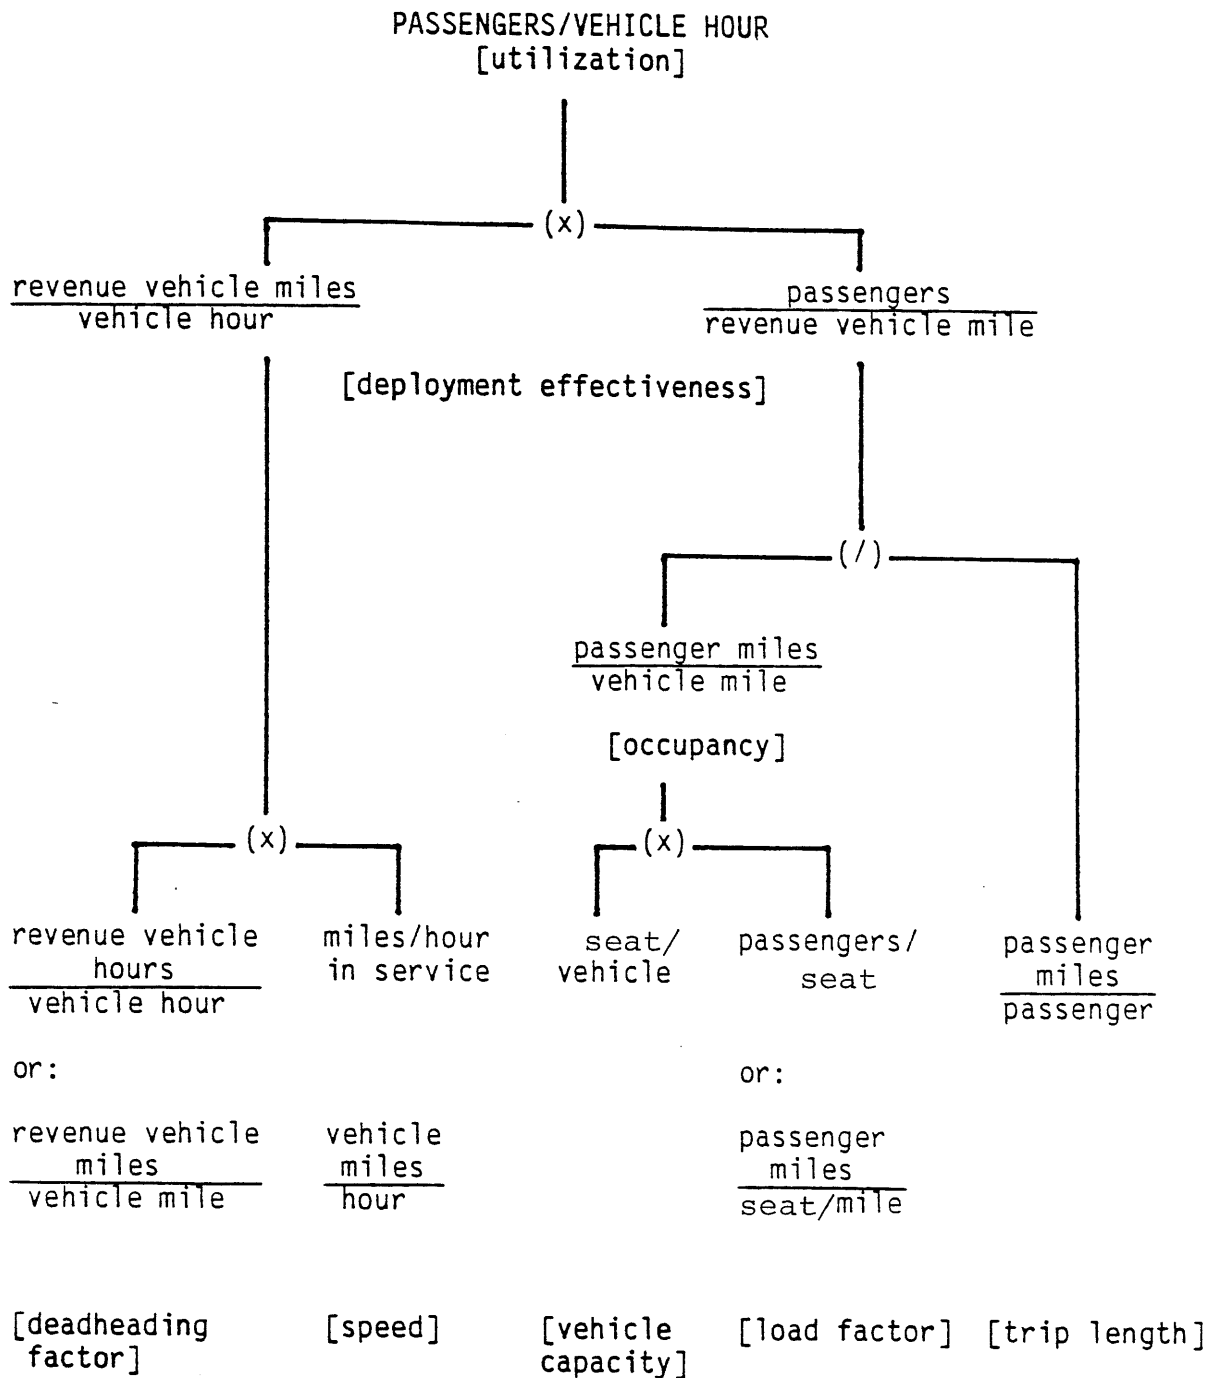 PASSENGERS/VEHICLE HOUR
[utilization]
(x)
revenue vehicle miles
vehicle hour
passengers
revenue vehicle mile
[deployment effectiveness]
(/)
passenger miles
vehicle mile
[occupancy]
(x)
(x)
revenue vehicle
hours
vehicle hour
miles/hour
in service
seat/
vehicle
passengers/
seat
passenger
miles
passenger
or:
or:
revenue vehicle
miles
vehicle mile
vehicle
miles
hour
passenger
miles
seat/mile
[deadheading
factor]
[speed]
[vehicle
capacity]
[load factor]
[trip length]